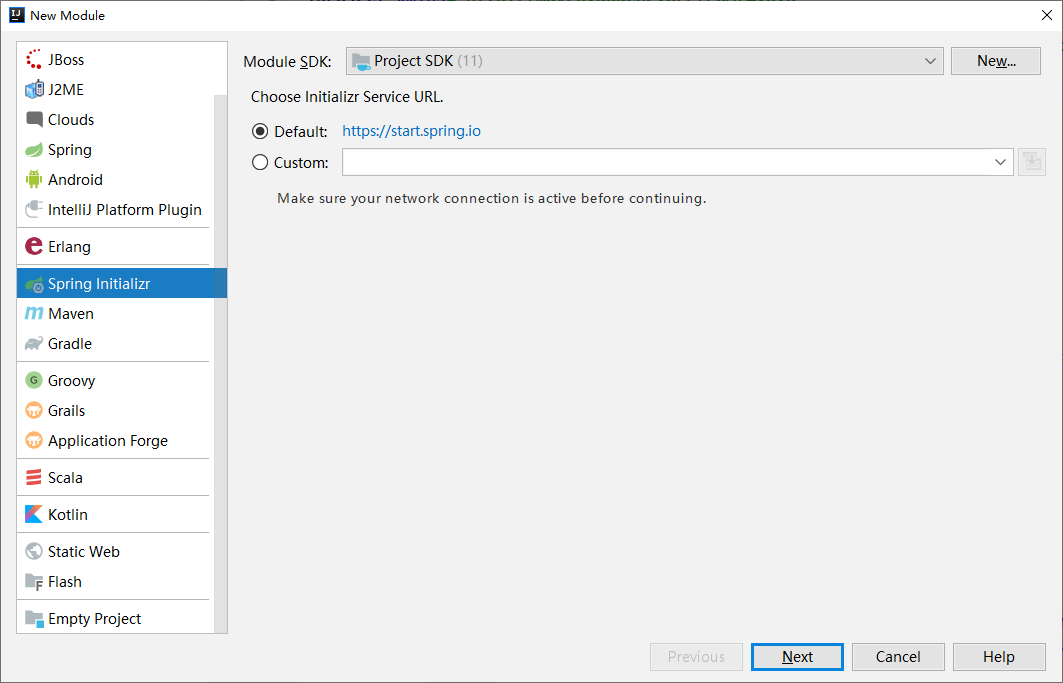 New Module
JBoss
J2ME
Clouds
Spring
Android
IntelliJ Platform Plugin
Erlang
Spring Initializr
Maven
Gradle
Groovy
Grails
Application Forge
Scala
Kotlin
Static Web
Flash
Empty Project
Module SDK: Project SDK (11) New...
Choose Initializr Service URL.
Default: https://start.spring.io
Custom:
Make sure your network connection is active before continuing.
Previous Next Cancel Help